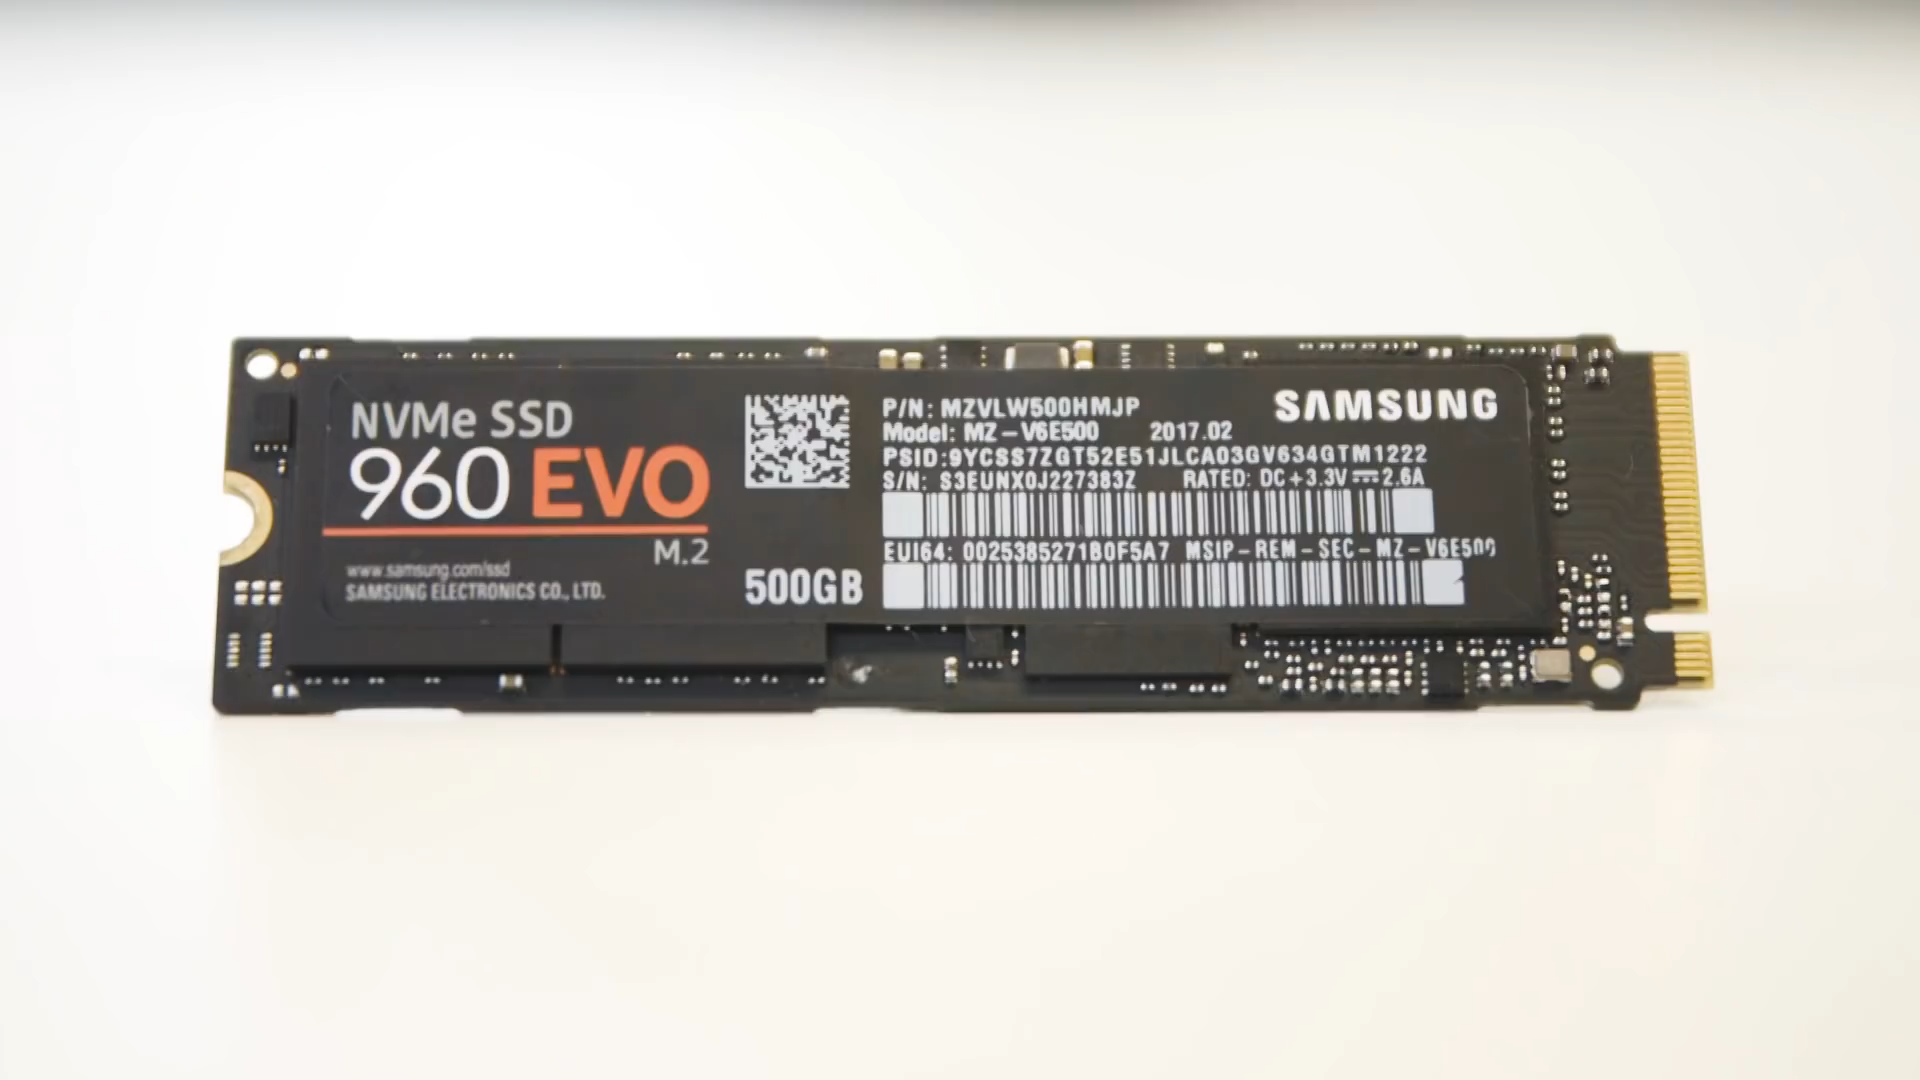 NVMe SSD
960 EVO
M.2
www.samsung.com/ssd
SAMSUNG ELECTRONICS CO., LTD.
500GB
SAMSUNG
P/N: MZVLW500HMJP
Model: MZ-V6E500 2017.02
PSID:9YCSS7ZGT52E51JLCA03GV634GTM1222
S/N: S3EUNX0J227383Z RATED: DC+3.3V⎓2.6A
EUI64: 0025385271B0F5A7 MSIP-REM-SEC-MZ-V6E500